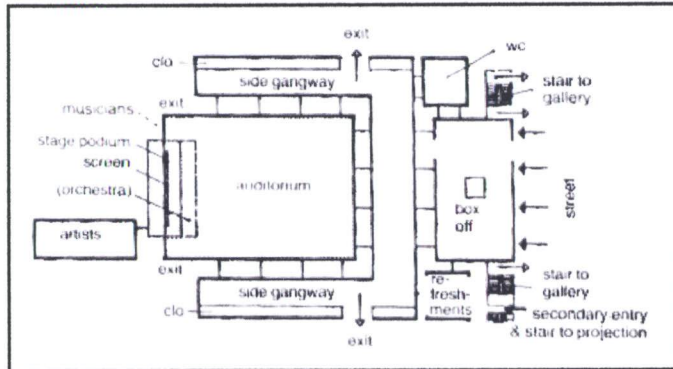 exit
clo
wc
side gangway
stair to
gallery
exit
musicians
stage podium
screen
auditorium
(orchestra)
box
off
street
artists
exit
side gangway
re-
fresh-
ments
stair to
gallery
clo
secondary entry
& stair to projection
exit